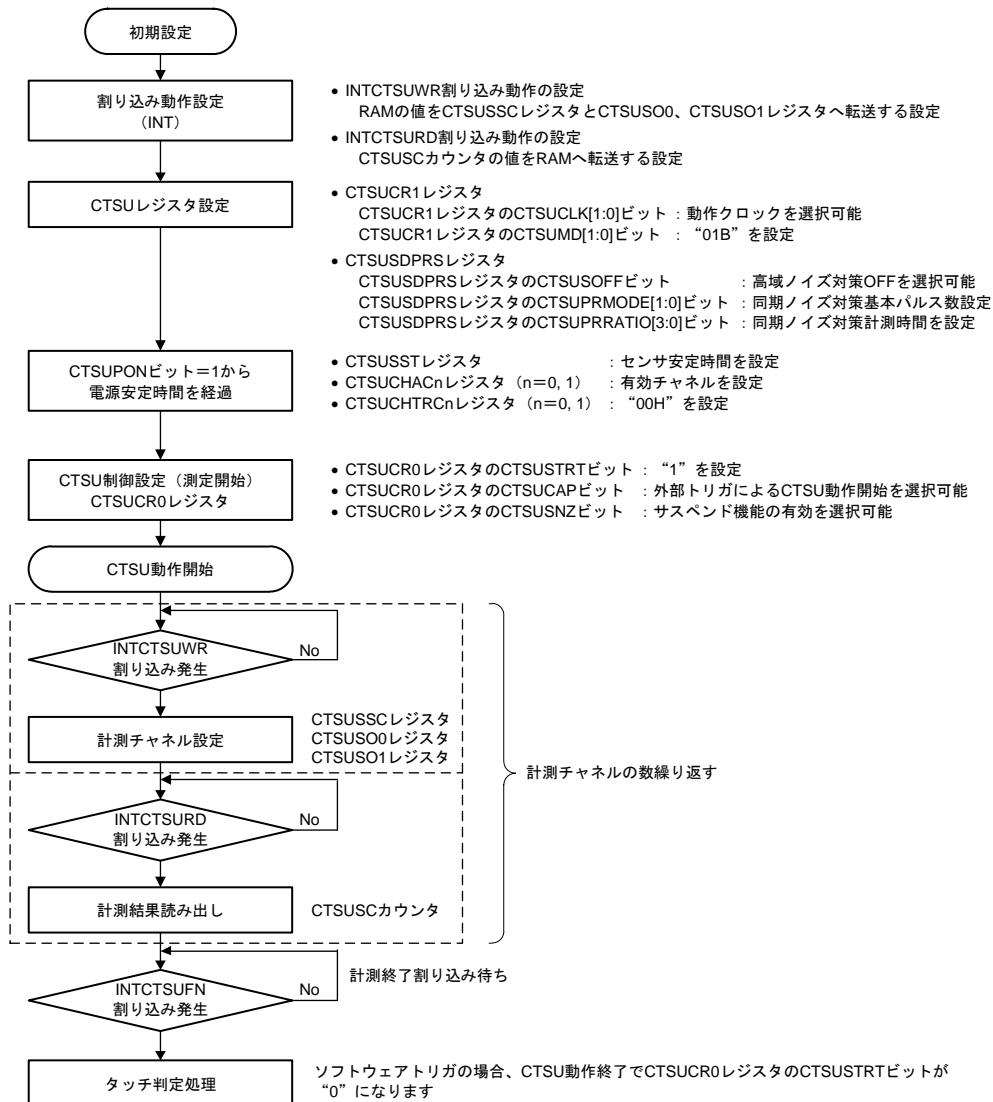 初期設定
割り込み動作設定
（INT）
• INTCTSUWR割り込み動作の設定
RAMの値をCTSUSSCレジスタとCTSUSO0、CTSUSO1レジスタへ転送する設定
• INTCTSURD割り込み動作の設定
CTSUSCカウンタの値をRAMへ転送する設定
CTSUレジスタ設定
• CTSUCR1レジスタ
CTSUCR1レジスタのCTSUCLK[1:0]ビット ：動作クロックを選択可能
CTSUCR1レジスタのCTSUMD[1:0]ビット ：“01B”を設定
• CTSUSDPRSレジスタ
CTSUSDPRSレジスタのCTSUSOFFビット ：高域ノイズ対策OFFを選択可能
CTSUSDPRSレジスタのCTSUPRMODE[1:0]ビット ：同期ノイズ対策基本パルス数設定
CTSUSDPRSレジスタのCTSUPRRATIO[3:0]ビット ：同期ノイズ対策計測時間を設定
CTSUPONビット＝1から
電源安定時間を経過
• CTSUSSTレジスタ ：センサ安定時間を設定
• CTSUCHACnレジスタ（n＝0, 1） ：有効チャネルを設定
• CTSUCHTRCnレジスタ（n＝0, 1） ：“00H”を設定
CTSU制御設定（測定開始）
CTSUCR0レジスタ
• CTSUCR0レジスタのCTSUSTRTビット ：“1”を設定
• CTSUCR0レジスタのCTSUCAPビット ：外部トリガによるCTSU動作開始を選択可能
• CTSUCR0レジスタのCTSUSNZビット ：サスペンド機能の有効を選択可能
CTSU動作開始
INTCTSUWR
割り込み発生
No
計測チャネル設定
CTSUSSCレジスタ
CTSUSO0レジスタ
CTSUSO1レジスタ
計測チャネルの数繰り返す
INTCTSURD
割り込み発生
No
計測結果読み出し
CTSUSCカウンタ
計測終了割り込み待ち
INTCTSUFN
割り込み発生
No
タッチ判定処理
ソフトウェアトリガの場合、CTSU動作終了でCTSUCR0レジスタのCTSUSTRTビットが
“0”になります